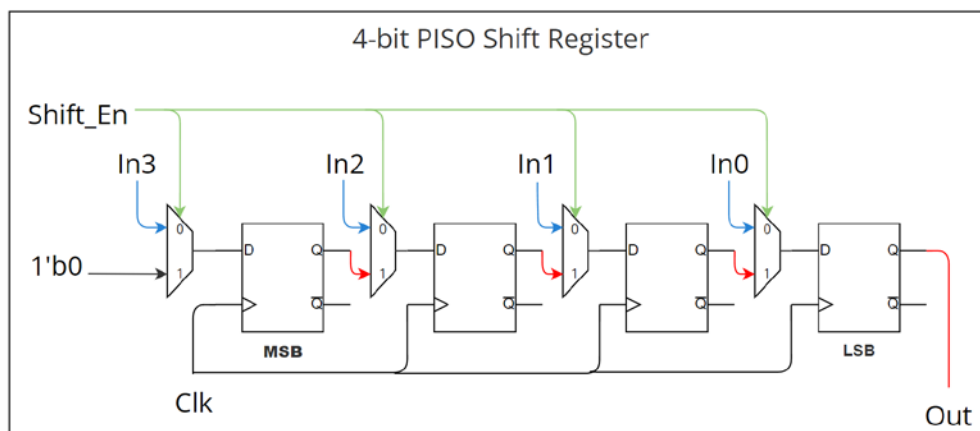 4-bit PISO Shift Register
Shift_En
In3 In2 In1 In0
0 0 0 0
D Q D Q D Q D Q
1'b0 1 1 1 1
Q Q Q Q
MSB LSB
Clk
Out